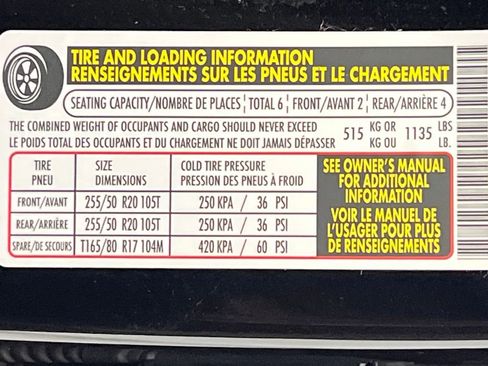 TIRE AND LOADING INFORMATION
RENSEIGNEMENTS SUR LES PNEUS ET LE CHARGEMENT
SEATING CAPACITY/NOMBRE DE PLACES TOTAL 6 FRONT/AVANT 2 REAR/ARRIÈRE 4
THE COMBINED WEIGHT OF OCCUPANTS AND CARGO SHOULD NEVER EXCEED 515 KG OR 1135 LBS
LE POIDS TOTAL DES OCCUPANTS ET DU CHARGEMENT NE DOIT JAMAIS DÉPASSER KG OU LB.
TIRE SIZE COLD TIRE PRESSURE
PNEU DIMENSIONS PRESSION DES PNEUS À FROID
FRONT/AVANT 255/50 R20 105T 250 KPA / 36 PSI
REAR/ARRIÈRE 255/50 R20 105T 250 KPA / 36 PSI
SPARE/DE SECOURS T165/80 R17 104M 420 KPA / 60 PSI
SEE OWNER'S MANUAL
FOR ADDITIONAL
INFORMATION
VOIR LE MANUEL DE
L'USAGER POUR PLUS
DE RENSEIGNEMENTS